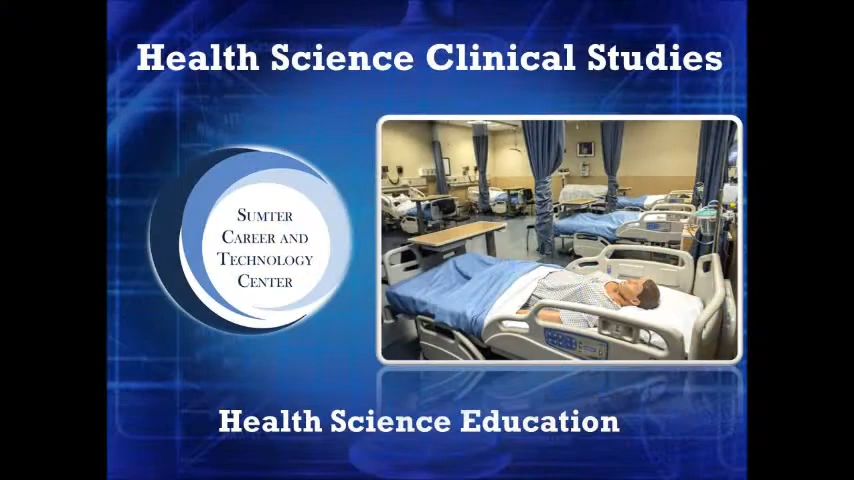 Health Science Clinical Studies
SUMTER
CAREER AND
TECHNOLOGY
CENTER
Health Science Education